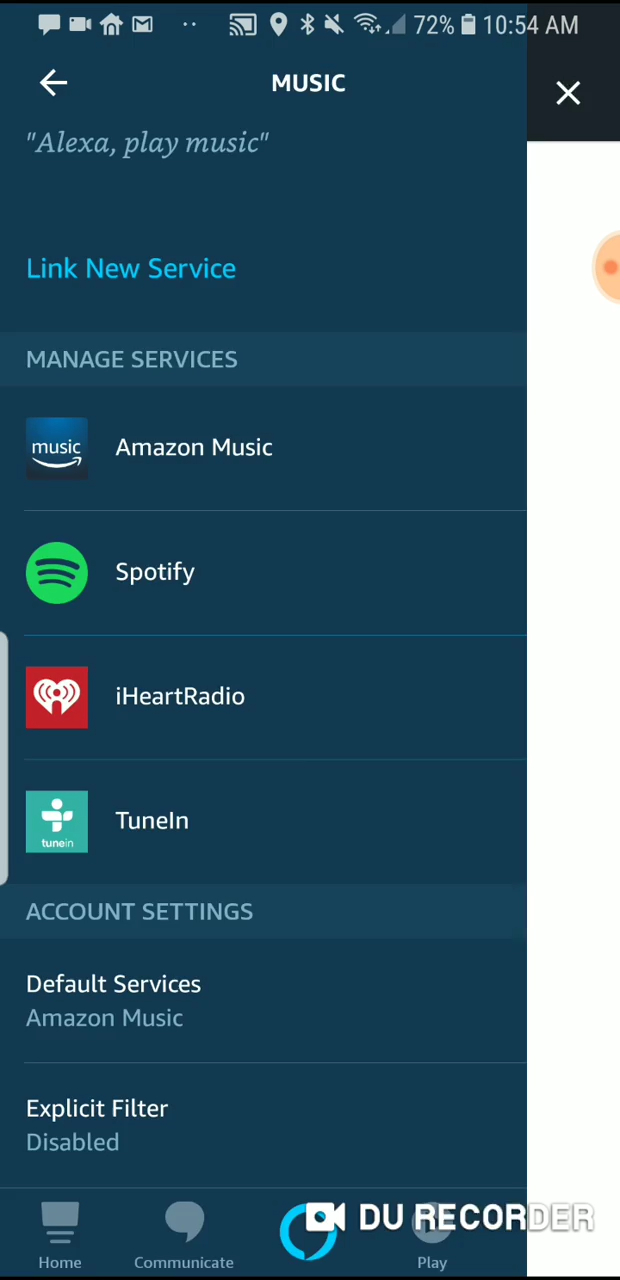 72% 10:54 AM
MUSIC
"Alexa, play music"
Link New Service
MANAGE SERVICES
music
Amazon Music
Spotify
iHeartRadio
tunein
TuneIn
ACCOUNT SETTINGS
Default Services
Amazon Music
Explicit Filter
Disabled
DU RECORDER
Home
Communicate
Play